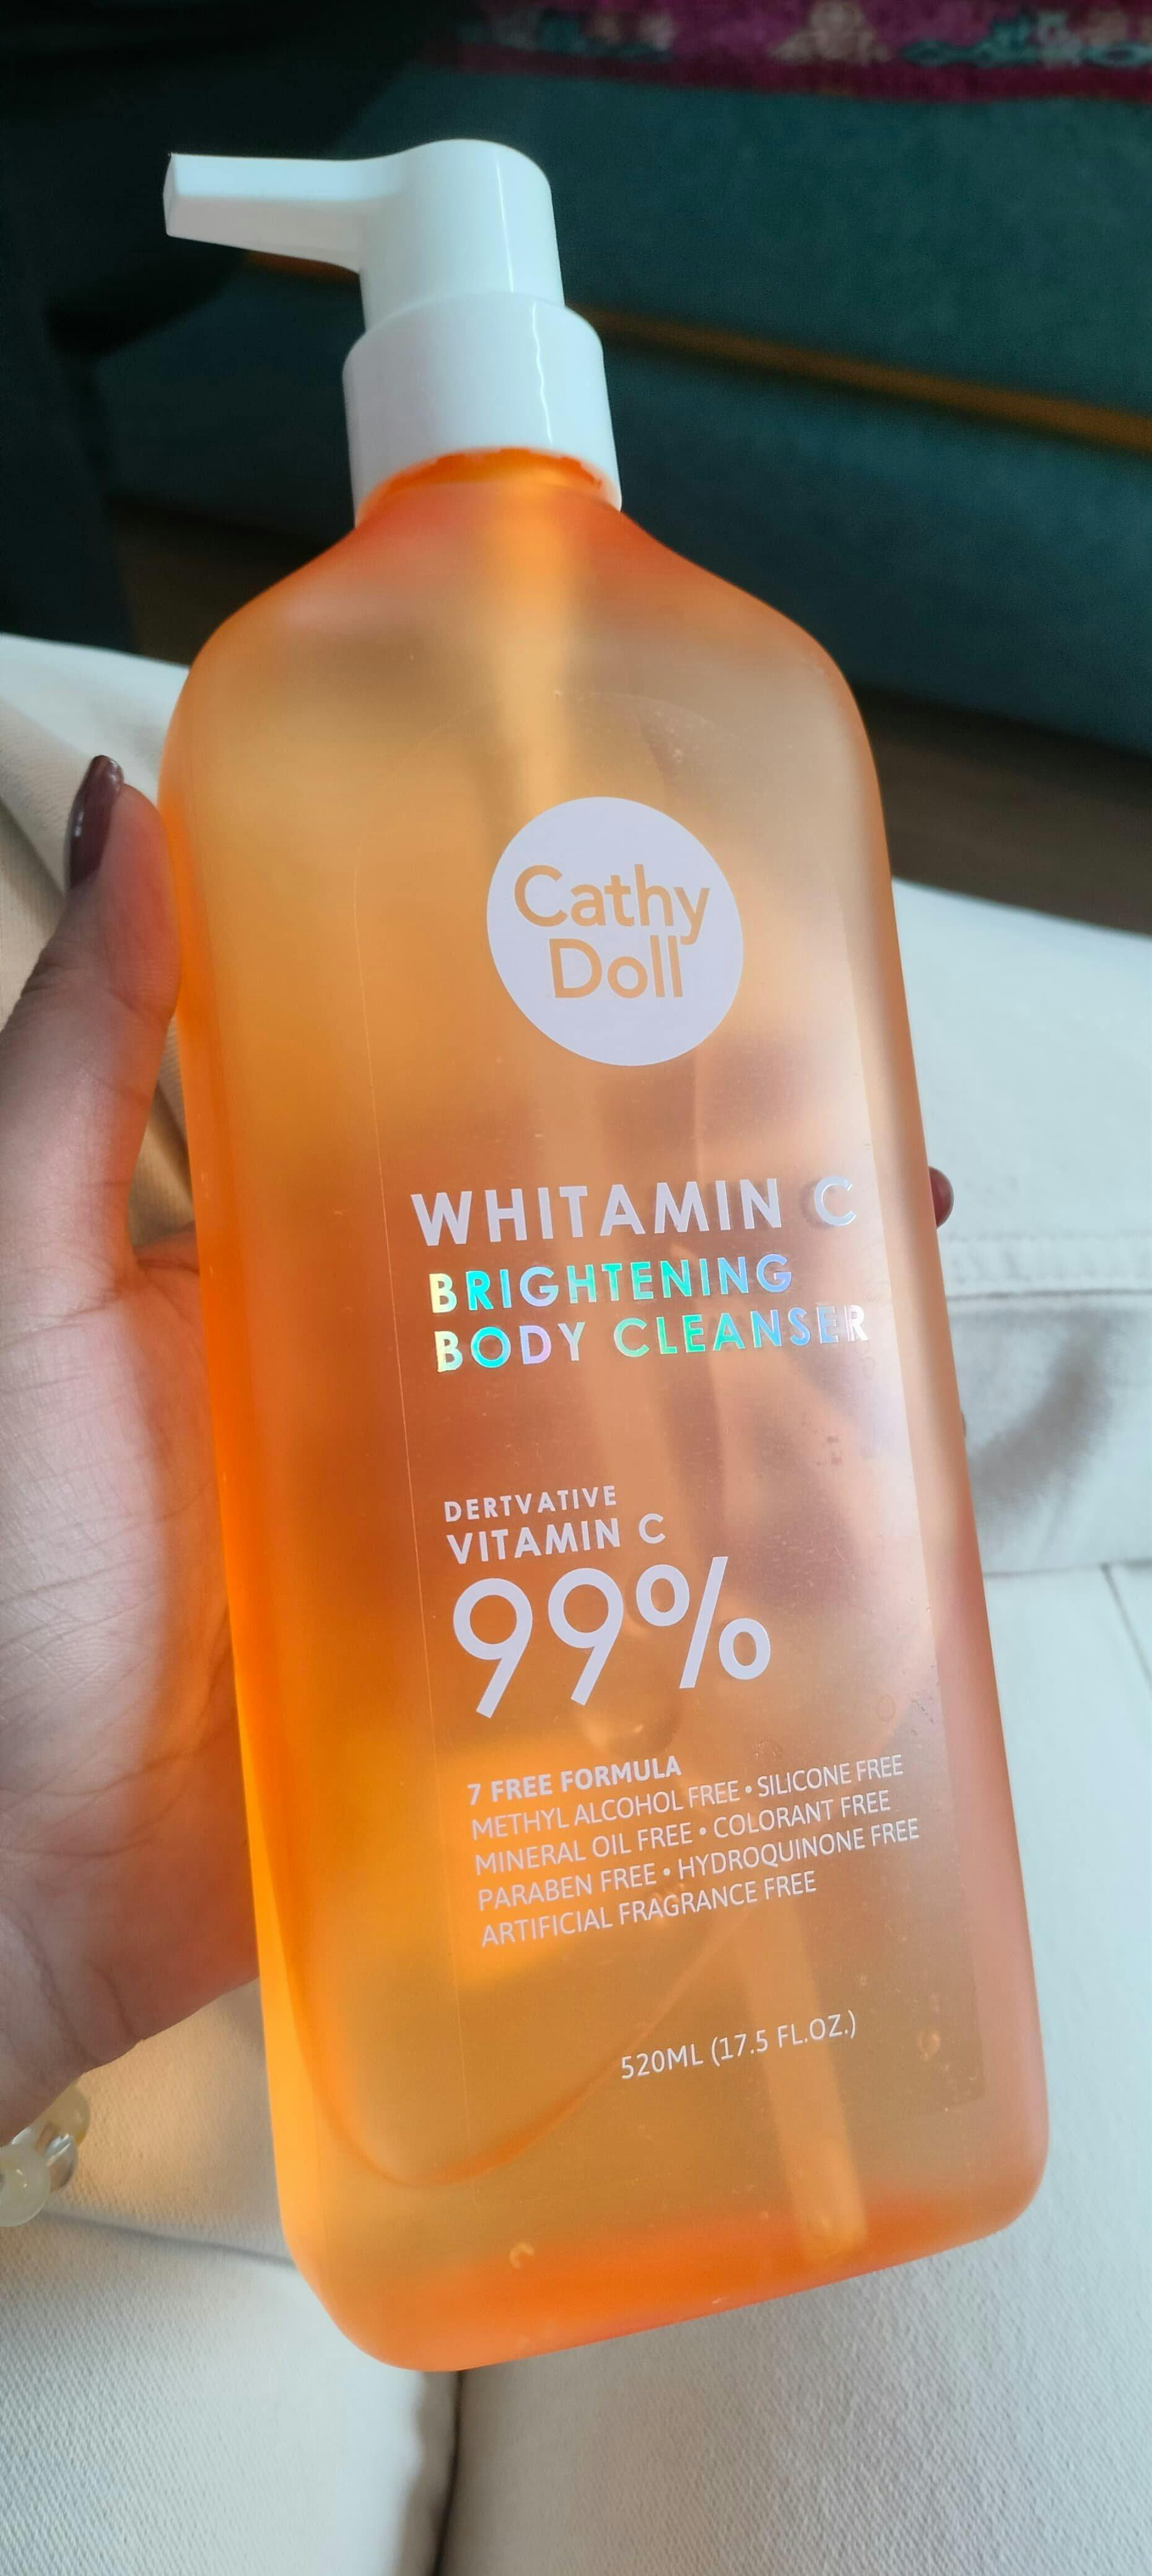 Cathy
Doll
WHITAMIN C
BRIGHTENING
BODY CLEANSER
DERTVATIVE
VITAMIN C
99%
7 FREE FORMULA
METHYL ALCOHOL FREE • SILICONE FREE
MINERAL OIL FREE • COLORANT FREE
PARABEN FREE • HYDROQUINONE FREE
ARTIFICIAL FRAGRANCE FREE
520ML (17.5 FL.OZ.)